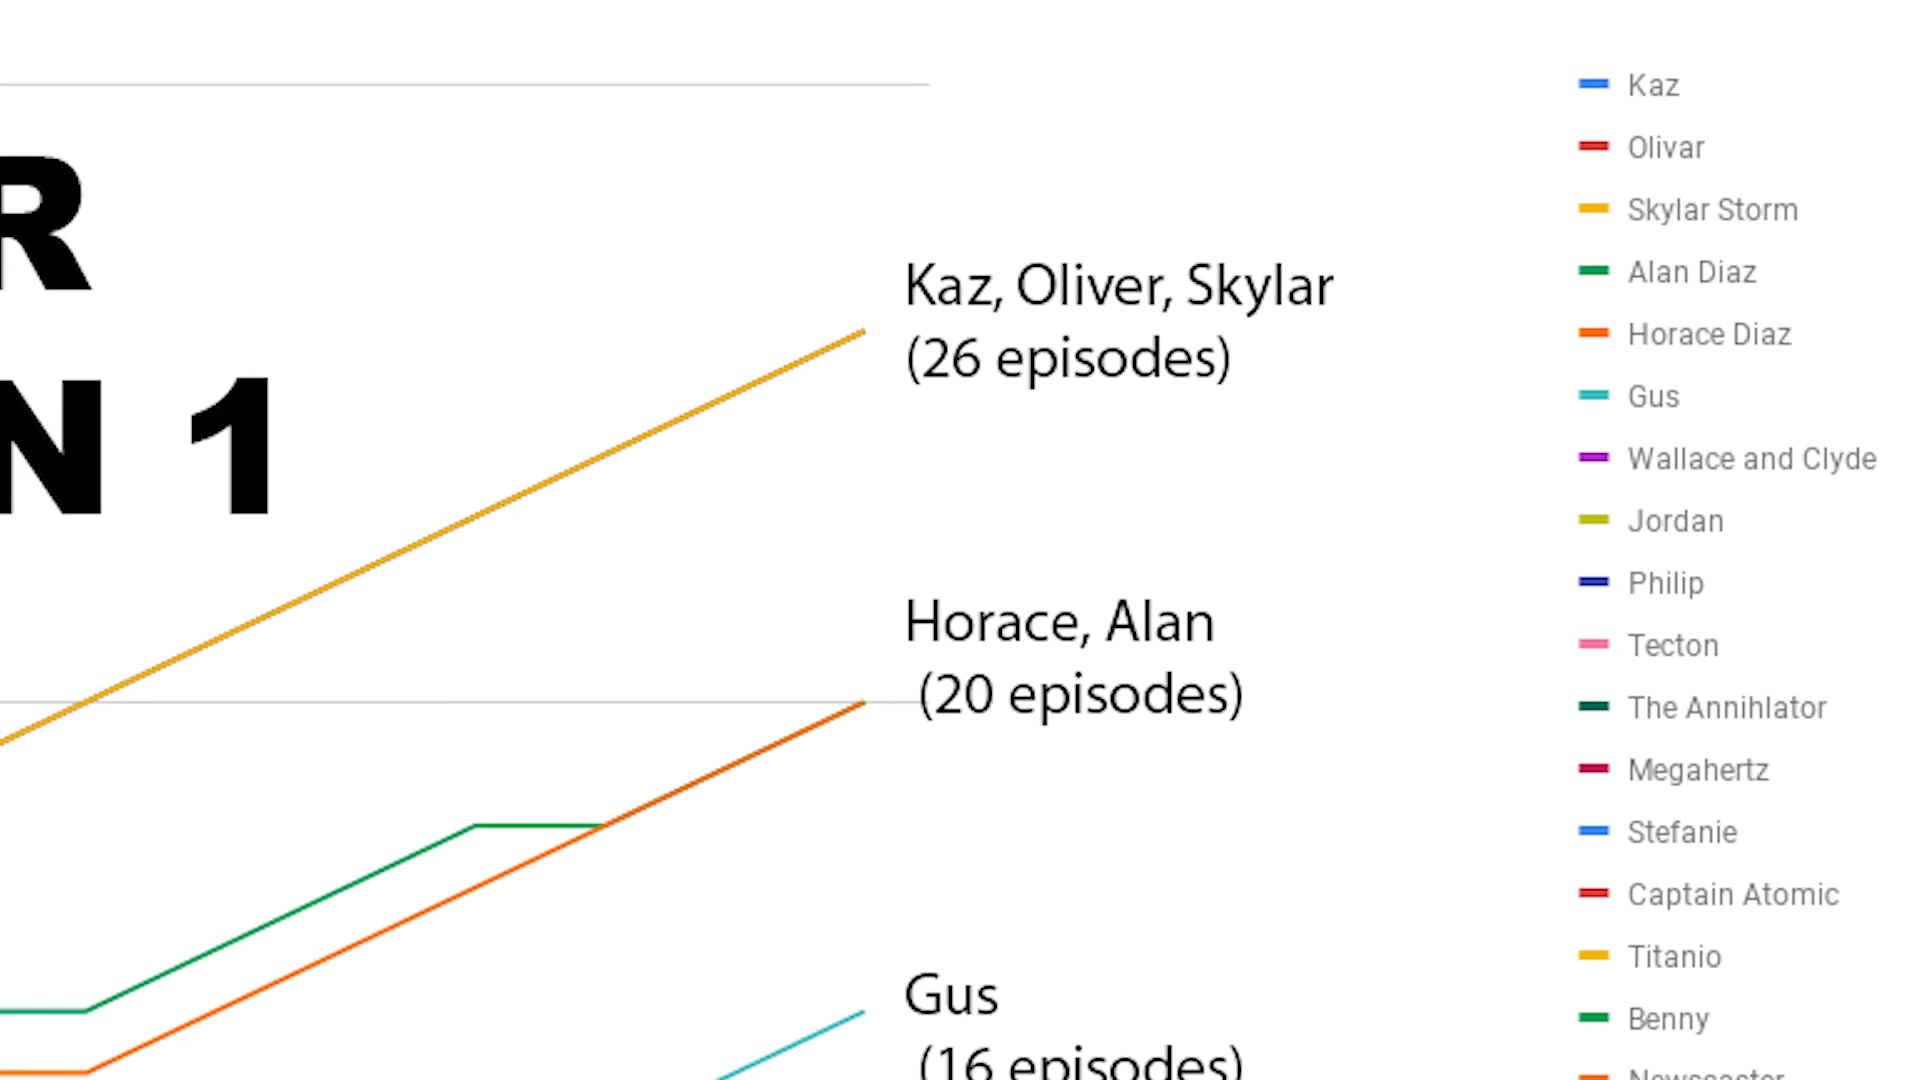 R
N 1
Kaz, Oliver, Skylar
(26 episodes)
Horace, Alan
(20 episodes)
Gus
(16 episodes)
Kaz
Olivar
Skylar Storm
Alan Diaz
Horace Diaz
Gus
Wallace and Clyde
Jordan
Philip
Tecton
The Annihlator
Megahertz
Stefanie
Captain Atomic
Titanio
Benny
Newscaster